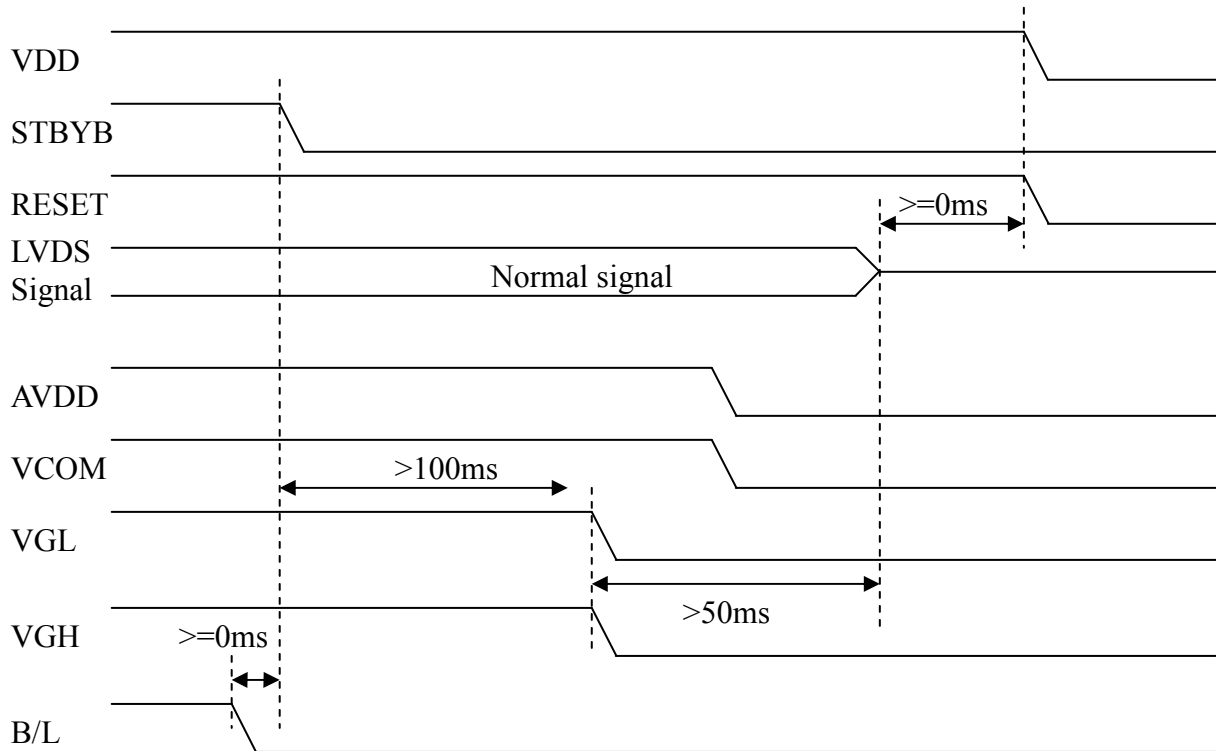 VDD
STBYB
RESET
>=0ms
LVDS
Signal
Normal signal
AVDD
VCOM
>100ms
VGL
>50ms
VGH
>=0ms
B/L